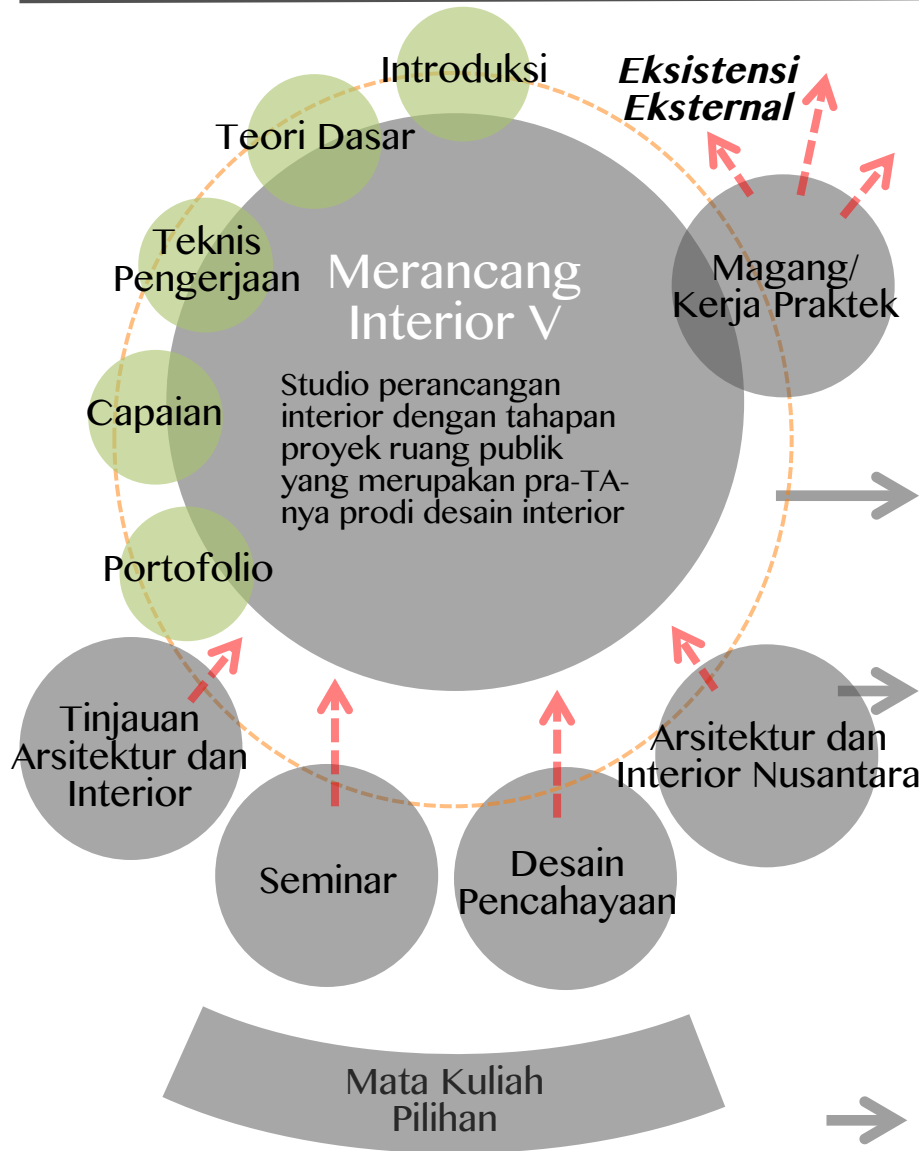 Introduksi
Eksistensi
Eksternal
Teori Dasar
Teknis
Pengerjaan
Merancang
Interior V
Magang/
Kerja Praktek
Studio perancangan
interior dengan tahapan
proyek ruang publik
yang merupakan pra-TA-
nya prodi desain interior
Capaian
Portofolio
Tinjauan
Arsitektur dan
Interior
Arsitektur dan
Interior Nusantara
Seminar
Desain
Pencahayaan
Mata Kuliah
Pilihan